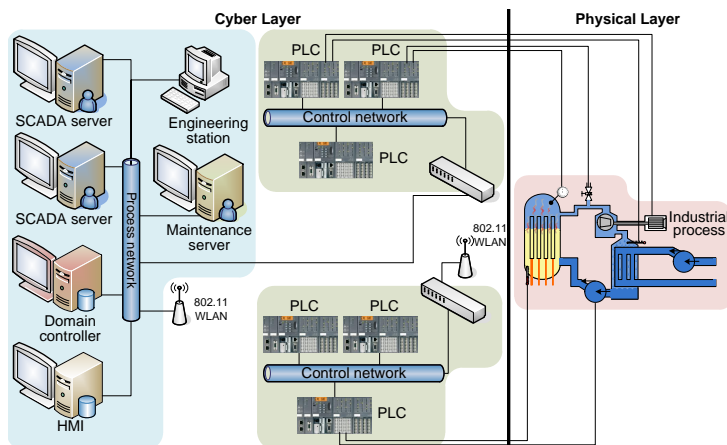 Cyber Layer
Physical Layer
PLC
PLC
SCADA server
Engineering
station
Control network
PLC
SCADA server
Process network
Maintenance
server
Industrial
process
802.11
WLAN
802.11
WLAN
Domain
controller
PLC
PLC
Control network
PLC
HMI